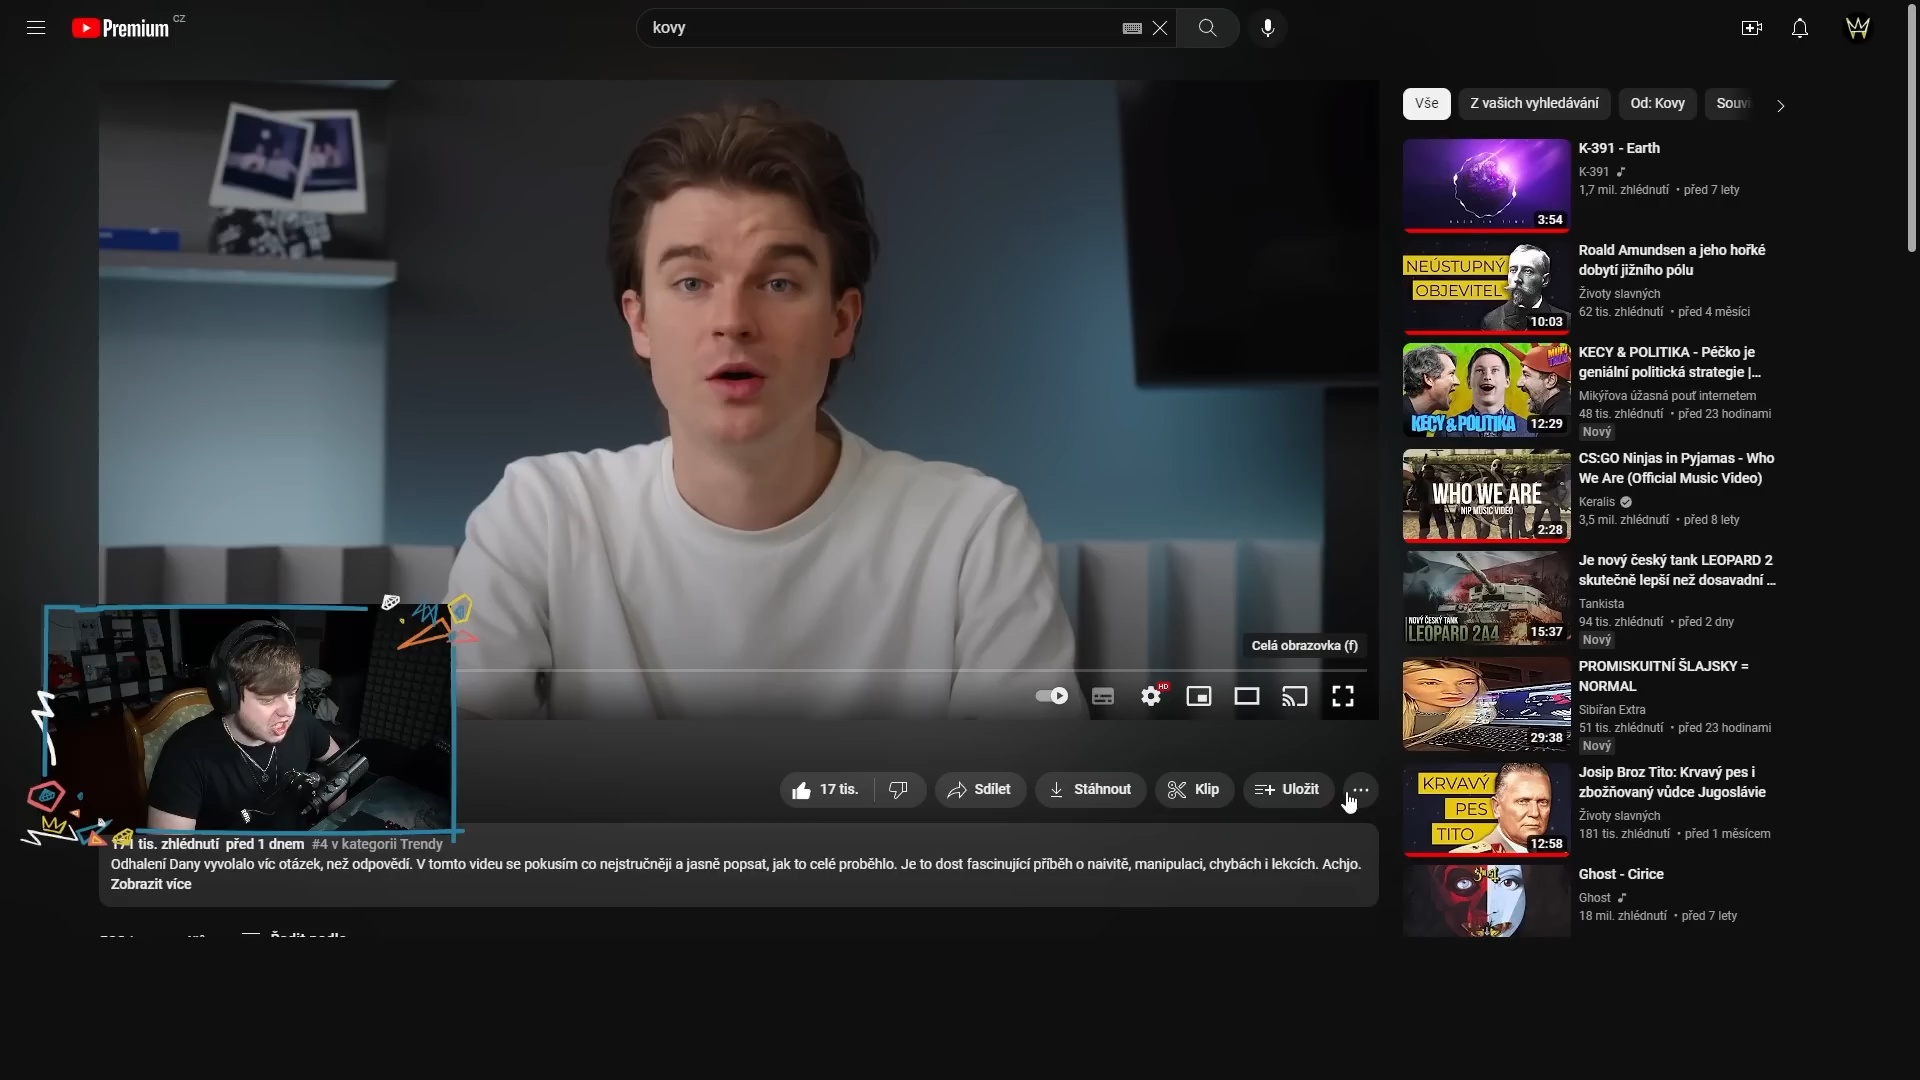 Premium
CZ
kovy
Vše
Z vašich vyhledávání
Od: Kovy
Celá obrazovka (f)
HD
17 tis.
Sdílet
Stáhnout
Klip
Uložit
171 tis. zhlédnutí před 1 dnem #4 v kategorii Trendy
Odhalení Dany vyvolalo víc otázek, než odpovědí. V tomto videu se pokusím co nejstručněji a jasně popsat, jak to celé proběhlo. Je to dost fascinující příběh o naivitě, manipulaci, chybách i lekcích. Achjo.
Zobrazit více
3:54
K-391 - Earth
K-391
1,7 mil. zhlédnutí • před 7 lety
NEÚSTUPNÝ
OBJEVITEL
10:03
Roald Amundsen a jeho hořké
dobytí jižního pólu
Životy slavných
62 tis. zhlédnutí • před 4 měsíci
KECY & POLITIKA
12:29
KECY & POLITIKA - Péčko je
geniální politická strategie |...
Mikýřova úžasná pouť internetem
48 tis. zhlédnutí • před 23 hodinami
Nový
WHO WE ARE
NIP MUSIC VIDEO
2:28
CS:GO Ninjas in Pyjamas - Who
We Are (Official Music Video)
Keralis
3,5 mil. zhlédnutí • před 8 lety
NOVÝ ČESKÝ TANK
LEOPARD 2A4
15:37
Je nový český tank LEOPARD 2
skutečně lepší než dosavadní ...
Tankista
94 tis. zhlédnutí • před 2 dny
Nový
29:38
PROMISKUITNÍ ŠLAJSKY =
NORMAL
Sibiřan Extra
51 tis. zhlédnutí • před 23 hodinami
Nový
KRVAVÝ
PES
TITO
12:58
Josip Broz Tito: Krvavý pes i
zbožňovaný vůdce Jugoslávie
Životy slavných
181 tis. zhlédnutí • před 1 měsícem
Ghost - Cirice
Ghost
18 mil. zhlédnutí • před 7 lety